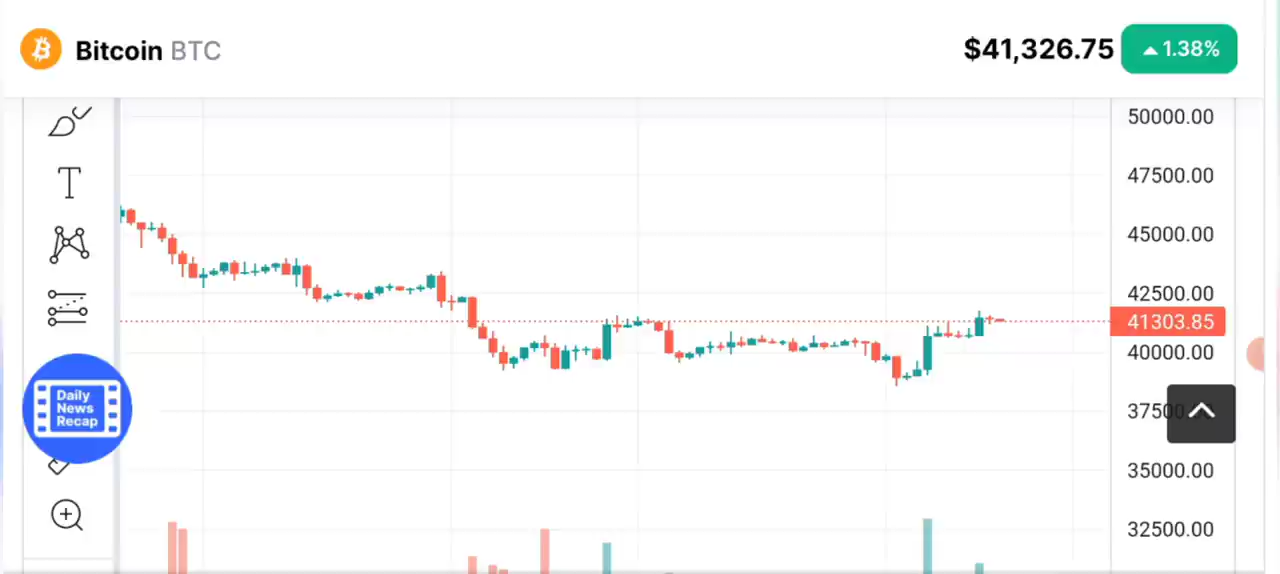 Bitcoin BTC
$41,326.75
1.38%
50000.00
47500.00
45000.00
42500.00
41303.85
40000.00
Daily
News
Recap
37500
35000.00
32500.00